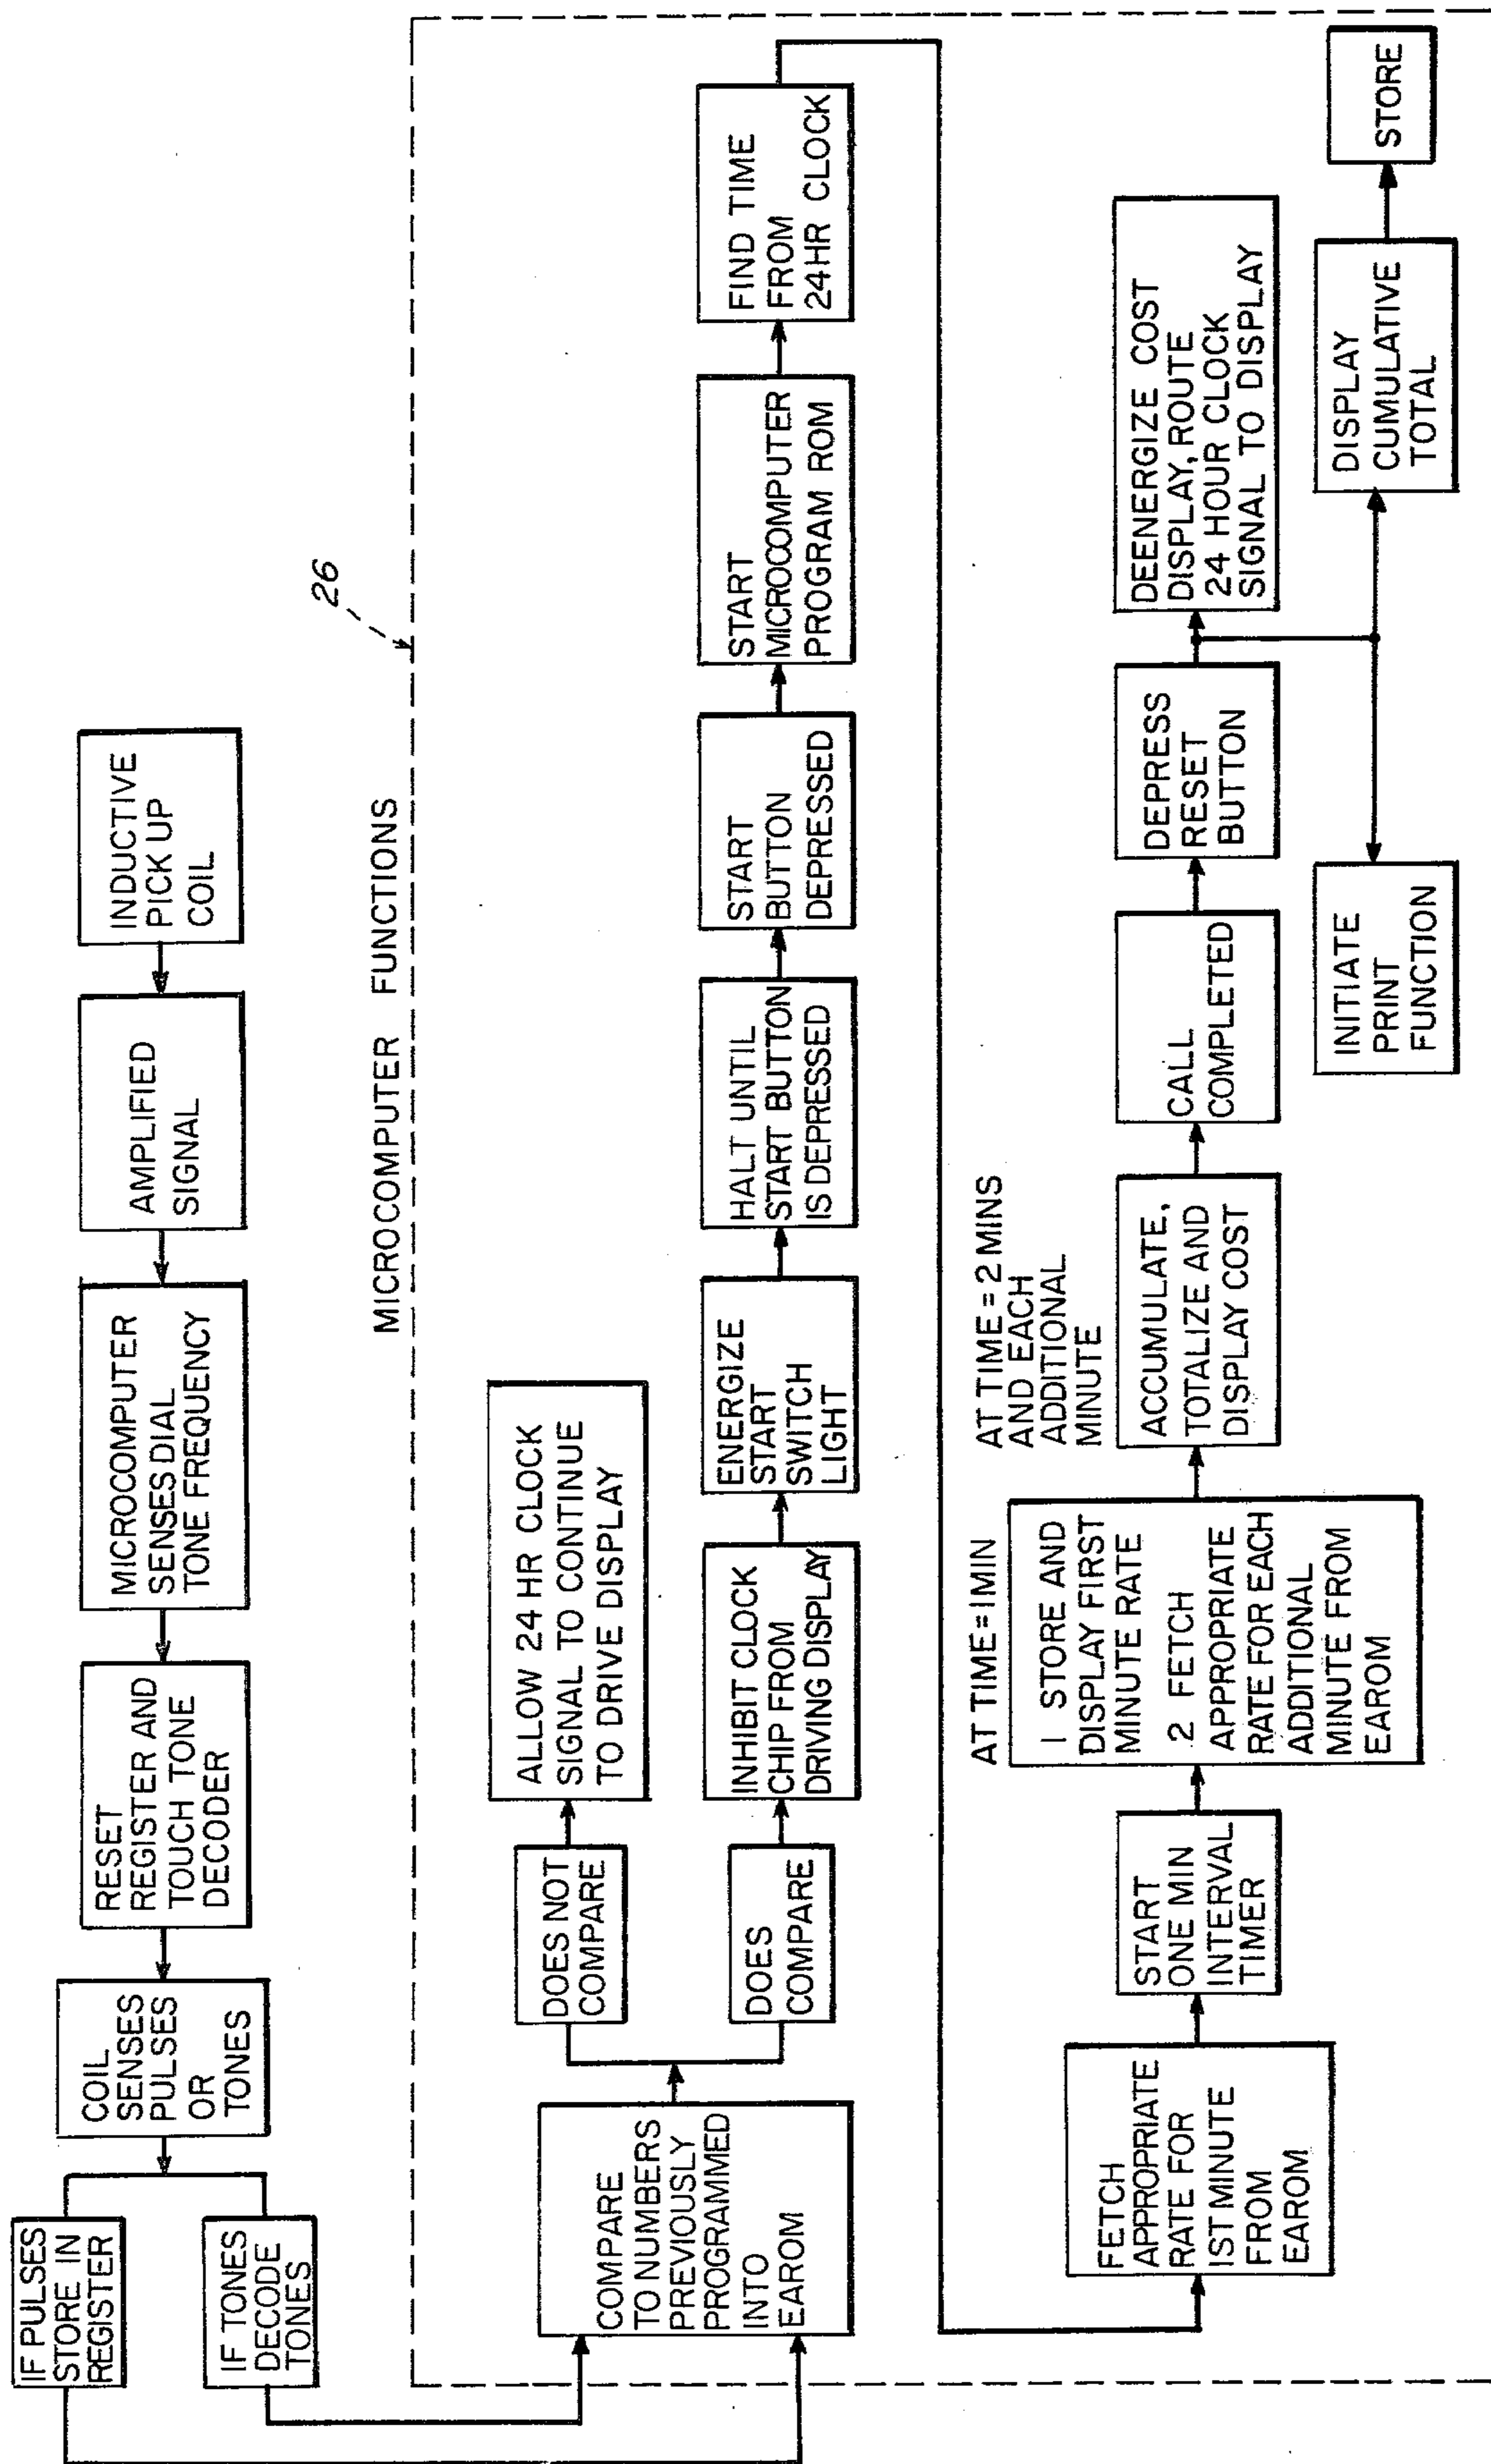 INDUCTIVE
PICK UP
COIL
AMPLIFIED
SIGNAL
MICROCOMPUTER
SENSES DIAL
TONE FREQUENCY
RESET
REGISTER AND
TOUCH TONE
DECODER
COIL
SENSES
PULSES
OR
TONES
IF PULSES
STORE IN
REGISTER
IF TONES
DECODE
TONES
MICROCOMPUTER FUNCTIONS
26
COMPARE
TO NUMBERS
PREVIOUSLY
PROGRAMMED
INTO
EAROM
DOES NOT
COMPARE
ALLOW 24 HR CLOCK
SIGNAL TO CONTINUE
TO DRIVE DISPLAY
DOES
COMPARE
INHIBIT CLOCK
CHIP FROM
DRIVING DISPLAY
ENERGIZE
START
SWITCH
LIGHT
HALT UNTIL
START BUTTON
IS DEPRESSED
START
BUTTON
DEPRESSED
START
MICROCOMPUTER
PROGRAM ROM
FIND TIME
FROM
24HR CLOCK
FETCH
APPROPRIATE
RATE FOR
IST MINUTE
FROM
EAROM
START
ONE MIN
INTERVAL
TIMER
AT TIME=1MIN
1 STORE AND
DISPLAY FIRST
MINUTE RATE
2 FETCH
APPROPRIATE
RATE FOR EACH
ADDITIONAL
MINUTE FROM
EAROM
AT TIME=2 MINS
AND EACH
ADDITIONAL
MINUTE
ACCUMULATE,
TOTALIZE AND
DISPLAY COST
CALL
COMPLETED
DEPRESS
RESET
BUTTON
DEENERGIZE COST
DISPLAY, ROUTE
24 HOUR CLOCK
SIGNAL TO DISPLAY
INITIATE
PRINT
FUNCTION
DISPLAY
CUMULATIVE
TOTAL
STORE